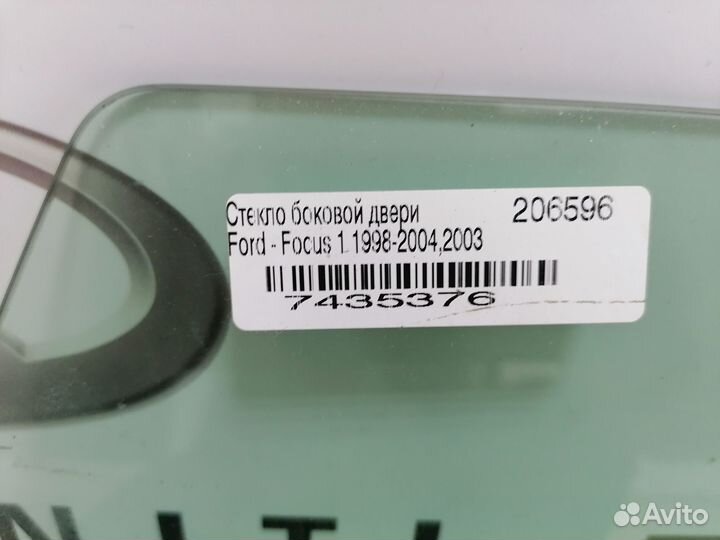 Стекло боковой двери 206596
Ford - Focus 1 1998-2004,2003
7435376
N I T I
Avito